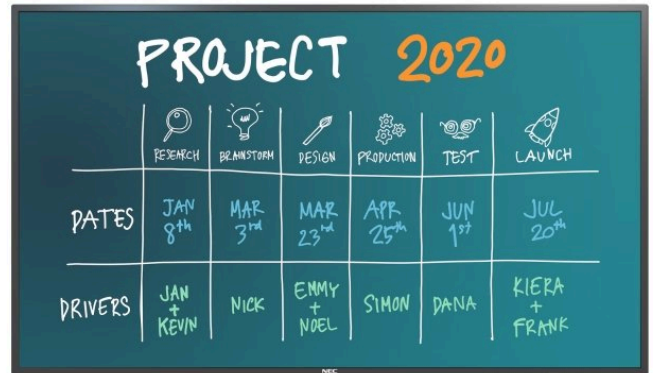 PROJECT 2020
RESEARCH BRAINSTORM DESIGN PRODUCTION TEST LAUNCH
DATES JAN 8th MAR 3rd MAR 23rd APR 25th JUN 1st JUL 20th
DRIVERS JAN + KEVIN NICK EMMY + NOEL SIMON DANA KIERA + FRANK
NEC